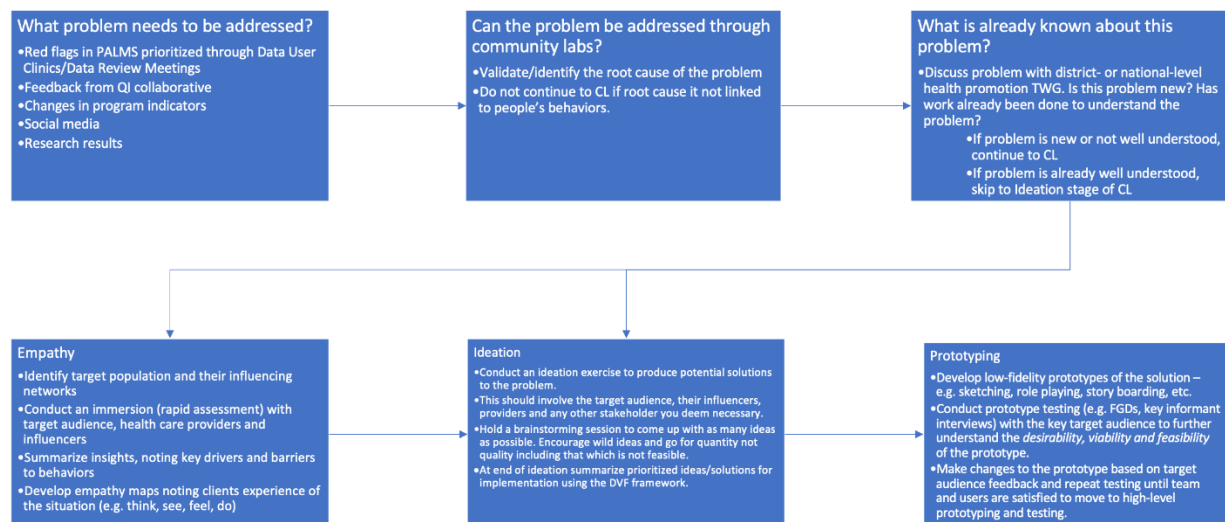 What problem needs to be addressed?
•Red flags in PALMS prioritized through Data User
Clinics/Data Review Meetings
•Feedback from QI collaborative
•Changes in program indicators
•Social media
•Research results
Can the problem be addressed through
community labs?
•Validate/identify the root cause of the problem
•Do not continue to CL if root cause it not linked
to people's behaviors.
What is already known about this
problem?
•Discuss problem with district- or national-level
health promotion TWG. Is this problem new? Has
work already been done to understand the
problem?
•If problem is new or not well understood,
continue to CL
•If problem is already well understood,
skip to Ideation stage of CL
Empathy
•Identify target population and their influencing
networks
•Conduct an immersion (rapid assessment) with
target audience, health care providers and
influencers
•Summarize insights, noting key drivers and barriers
to behaviors
•Develop empathy maps noting clients experience of
the situation (e.g. think, see, feel, do)
Ideation
•Conduct an ideation exercise to produce potential solutions
to the problem.
•This should involve the target audience, their influencers,
providers and any other stakeholder you deem necessary.
•Hold a brainstorming session to come up with as many ideas
as possible. Encourage wild ideas and go for quantity not
quality including that which is not feasible.
•At end of ideation summarize prioritized ideas/solutions for
implementation using the DVF framework.
Prototyping
•Develop low-fidelity prototypes of the solution –
e.g. sketching, role playing, story boarding, etc.
•Conduct prototype testing (e.g. FGDs, key informant
interviews) with the key target audience to further
understand the desirability, viability and feasibility
of the prototype.
•Make changes to the prototype based on target
audience feedback and repeat testing until team
and users are satisfied to move to high-level
prototyping and testing.